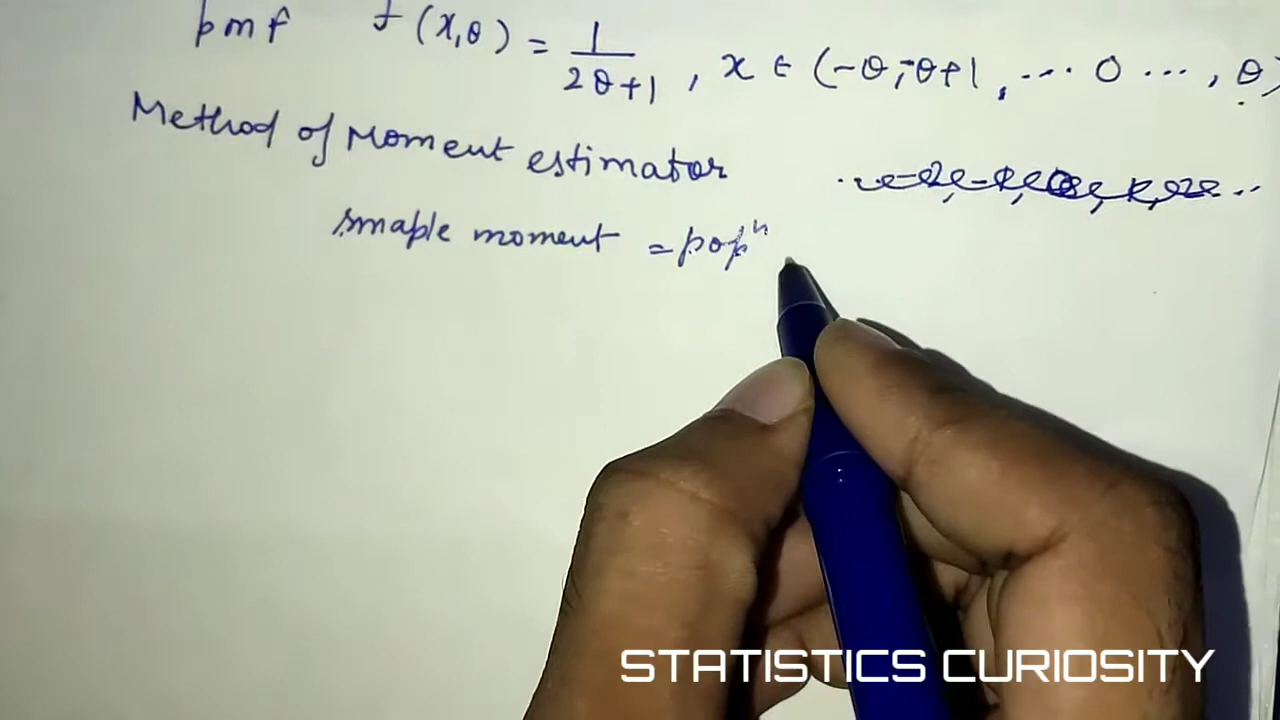 pmf f(x,θ) = 1/2θ+1 , x ∈ (-θ,-θ+1, ... 0 ... , θ)
Method of Moment estimator
smaple moment = popⁿ
STATISTICS CURIOSITY